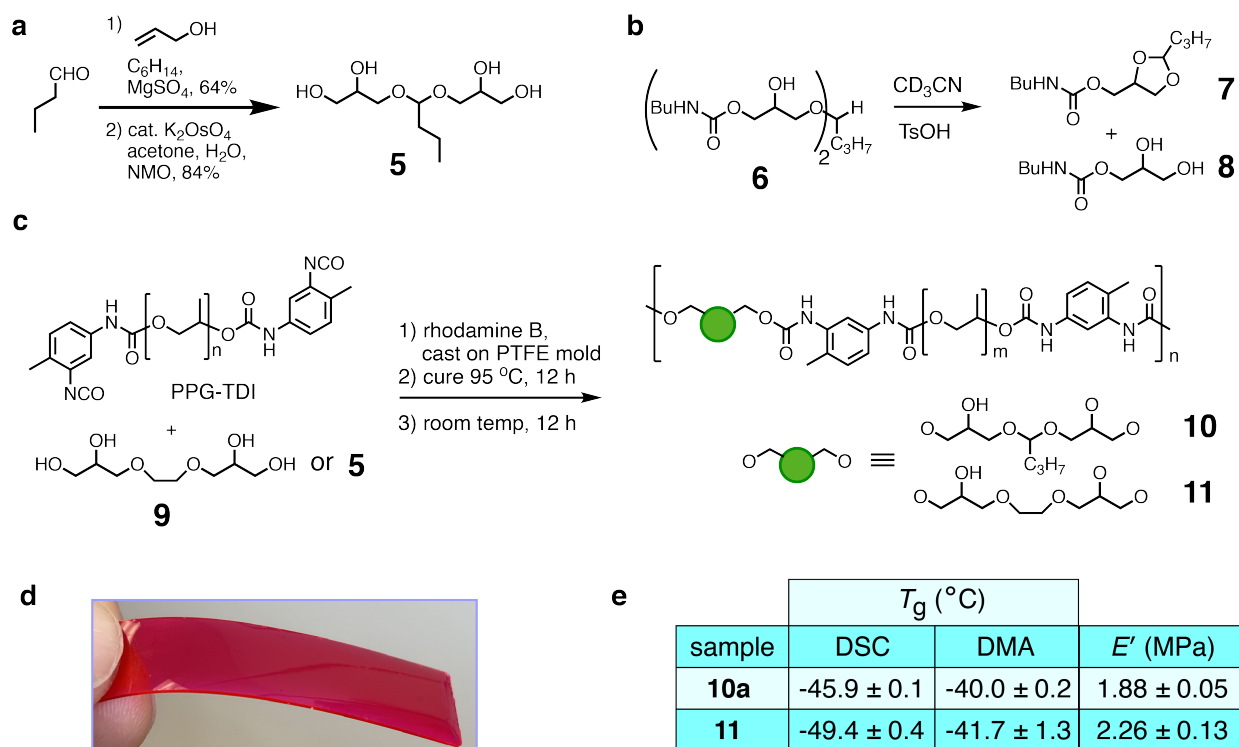 a
1)
OH
CHO
C6H14,
MgSO4, 64%
2) cat. K2OsO4
acetone, H2O,
NMO, 84%
OH
OH
HO
O
O
OH
5
b
OH
BuHN
O
O
H
O
C3H7
2
6
CD3CN
TsOH
C3H7
O
BuHN
O
O
O
7
+
OH
BuHN
O
OH
O
8
c
NCO
H
N
O
O
O
O
N
H
O
n
NCO
PPG-TDI
+
OH
OH
HO
O
O
OH
or 5
9
1) rhodamine B,
cast on PTFE mold
2) cure 95 °C, 12 h
3) room temp, 12 h
O
O
O
H
N
H
N
O
O
O
m
O
O
N
H
N
H
O
n
OH
O
O
O
O
O
C3H7
10
O
O
≡
OH
O
O
O
O
O
11
d
e
Tg (°C)
sample DSC DMA E′ (MPa)
10a -45.9 ± 0.1 -40.0 ± 0.2 1.88 ± 0.05
11 -49.4 ± 0.4 -41.7 ± 1.3 2.26 ± 0.13